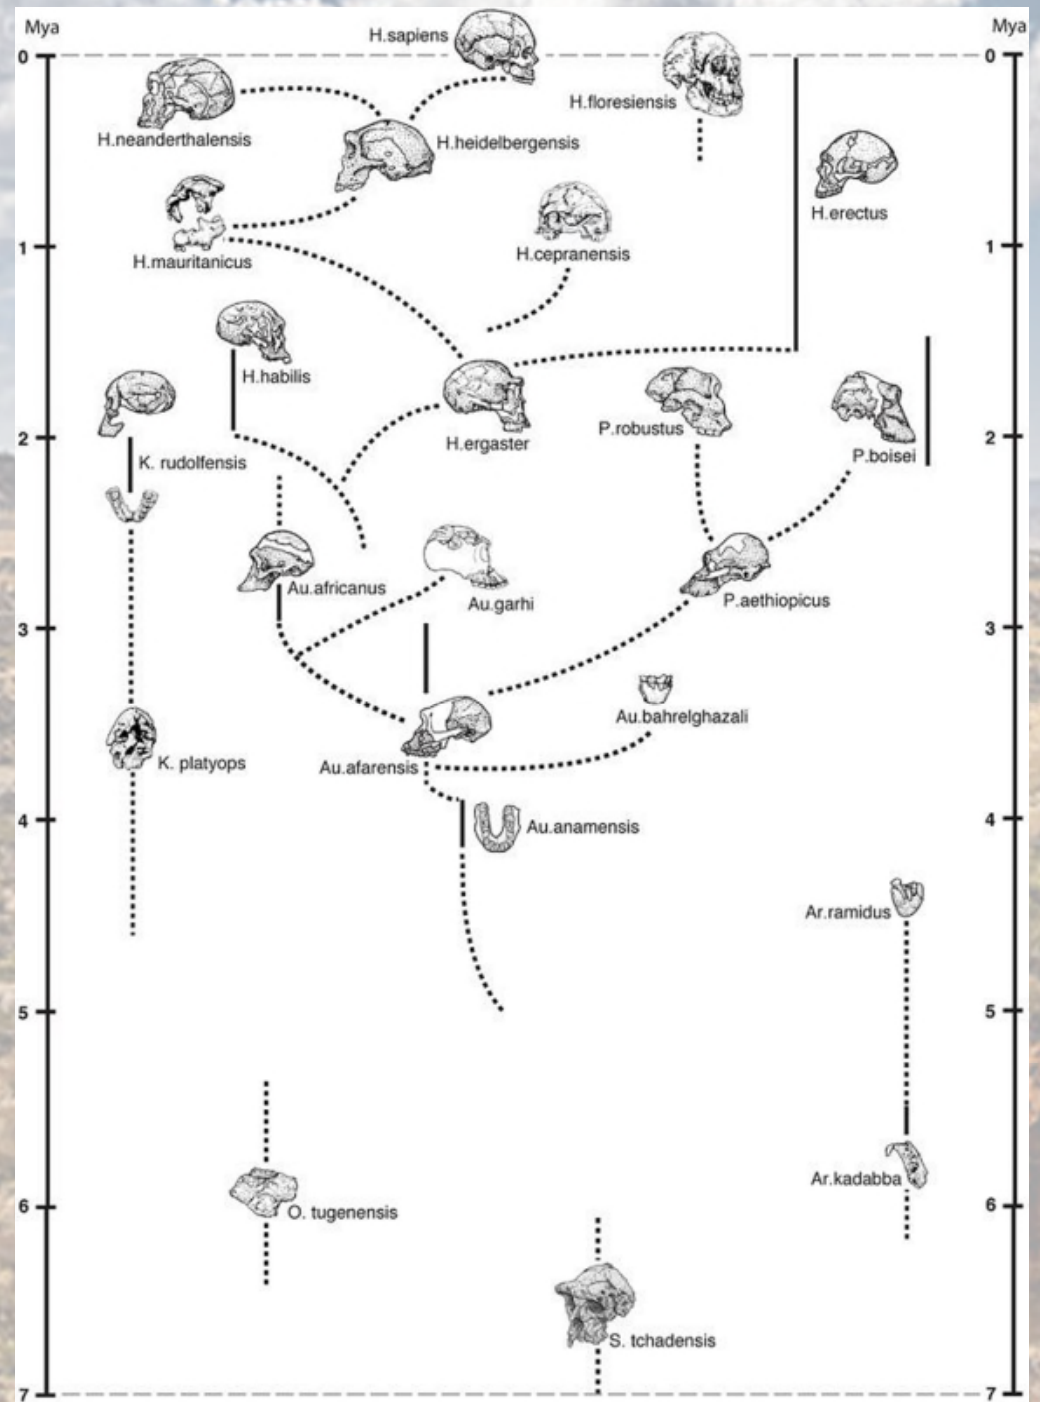 Mya
Mya
H.sapiens
0
0
H.floresiensis
H.neanderthalensis
H.heidelbergensis
H.erectus
1
1
H.cepranensis
H.mauritanicus
H.habilis
P.robustus
2
2
H.ergaster
P.boisei
K. rudolfensis
Au.africanus
Au.garhi
P.aethiopicus
3
3
Au.bahrelghazali
K. platyops
Au.afarensis
4
4
Au.anamensis
Ar.ramidus
5
5
Ar.kadabba
6
6
O. tugenensis
S. tchadensis
7
7